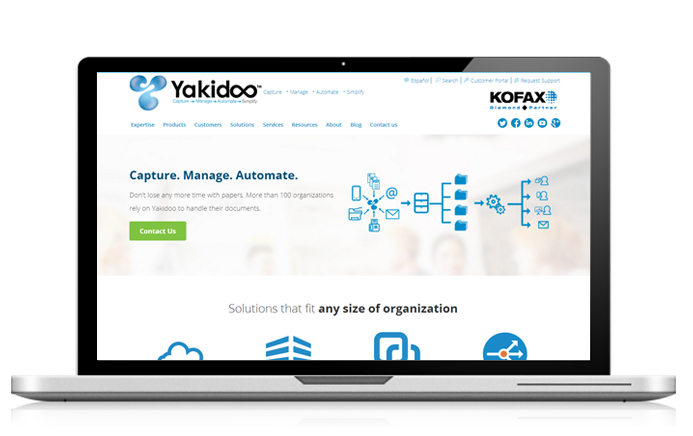 Español | Search | Customer Portal | Request Support
Yakidoo™
Capture • Manage • Automate • Simplify
Capture ➔ Manage ➔ Automate ➔ Simplify.
KOFAX
Diamond ◆ Partner
Expertise Products Customers Solutions Services Resources About Blog Contact us
Capture. Manage. Automate.
Don't lose any more time with papers. More than 100 organizations
rely on Yakidoo to handle their documents.
Contact Us
Solutions that fit any size of organization